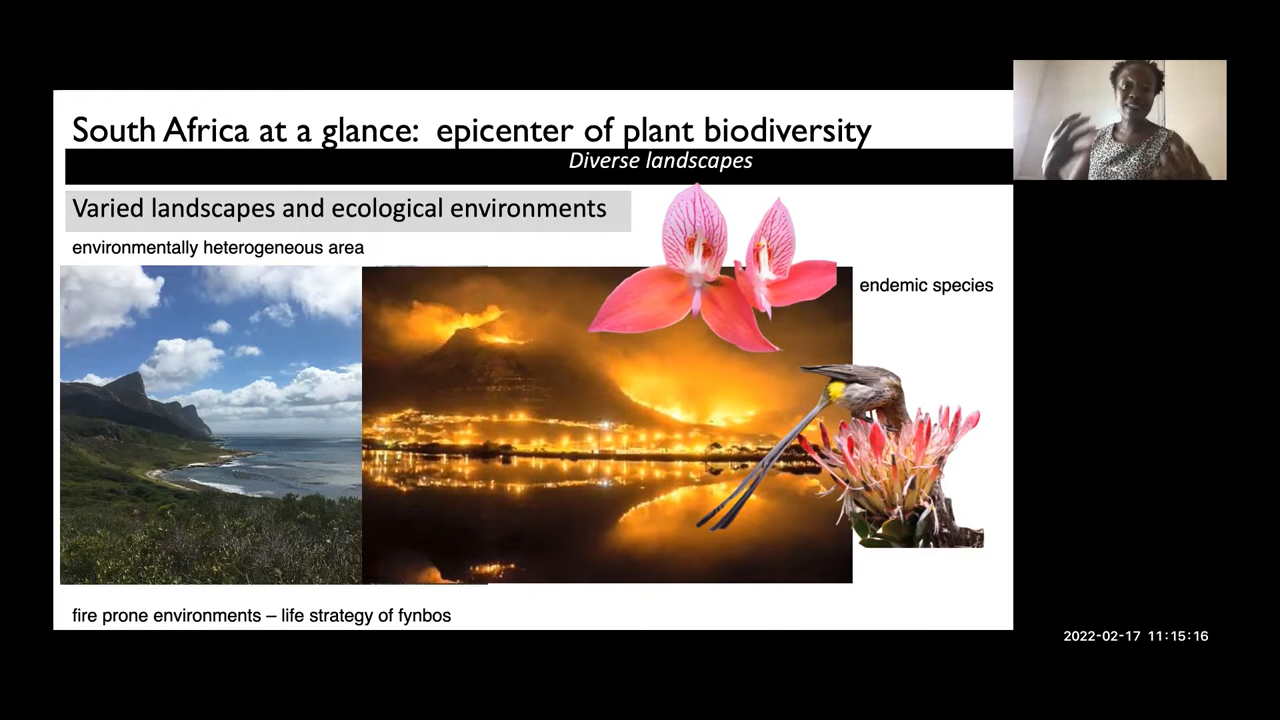 South Africa at a glance: epicenter of plant biodiversity
Diverse landscapes
Varied landscapes and ecological environments
environmentally heterogeneous area
endemic species
fire prone environments – life strategy of fynbos
2022-02-17 11:15:16